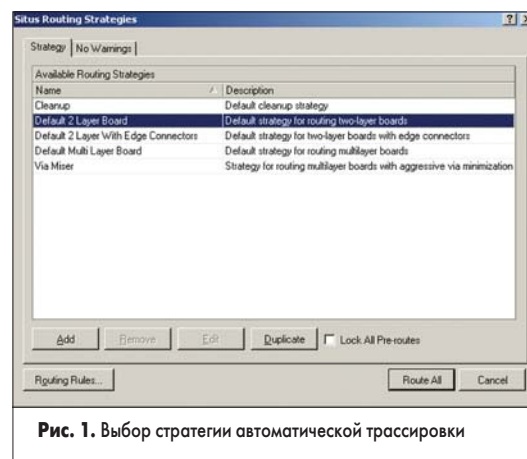 Situs Routing Strategies
Strategy No Warnings
Available Routing Strategies
Name Description
Cleanup Default cleanup strategy
Default 2 Layer Board Default strategy for routing two-layer boards
Default 2 Layer With Edge Connectors Default strategy for two-layer boards with edge connectors
Default Multi Layer Board Default strategy for routing multilayer boards
Via Miser Strategy for routing multilayer boards with aggressive via minimization
Add Remove Edit Duplicate Lock All Pre-routes
Routing Rules... Route All Cancel
Рис. 1. Выбор стратегии автоматической трассировки